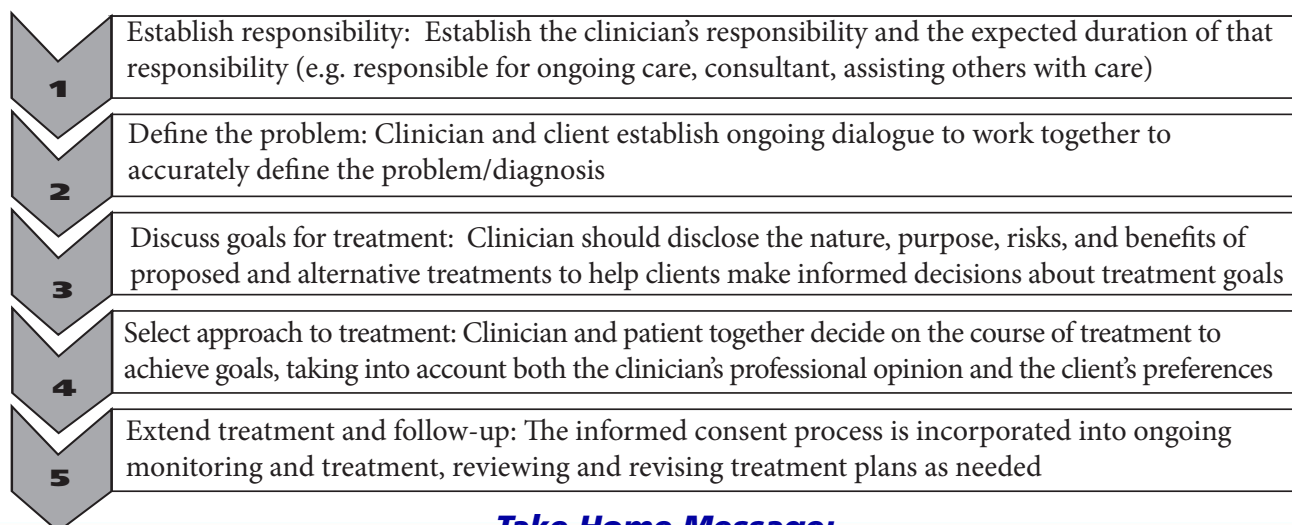 Establish responsibility: Establish the clinician's responsibility and the expected duration of that
1
responsibility (e.g. responsible for ongoing care, consultant, assisting others with care)
Define the problem: Clinician and client establish ongoing dialogue to work together to
2
accurately define the problem/diagnosis
Discuss goals for treatment: Clinician should disclose the nature, purpose, risks, and benefits of
3
proposed and alternative treatments to help clients make informed decisions about treatment goals
Select approach to treatment: Clinician and patient together decide on the course of treatment to
4
achieve goals, taking into account both the clinician's professional opinion and the client's preferences
Extend treatment and follow-up: The informed consent process is incorporated into ongoing
5
monitoring and treatment, reviewing and revising treatment plans as needed
Take Home Message: